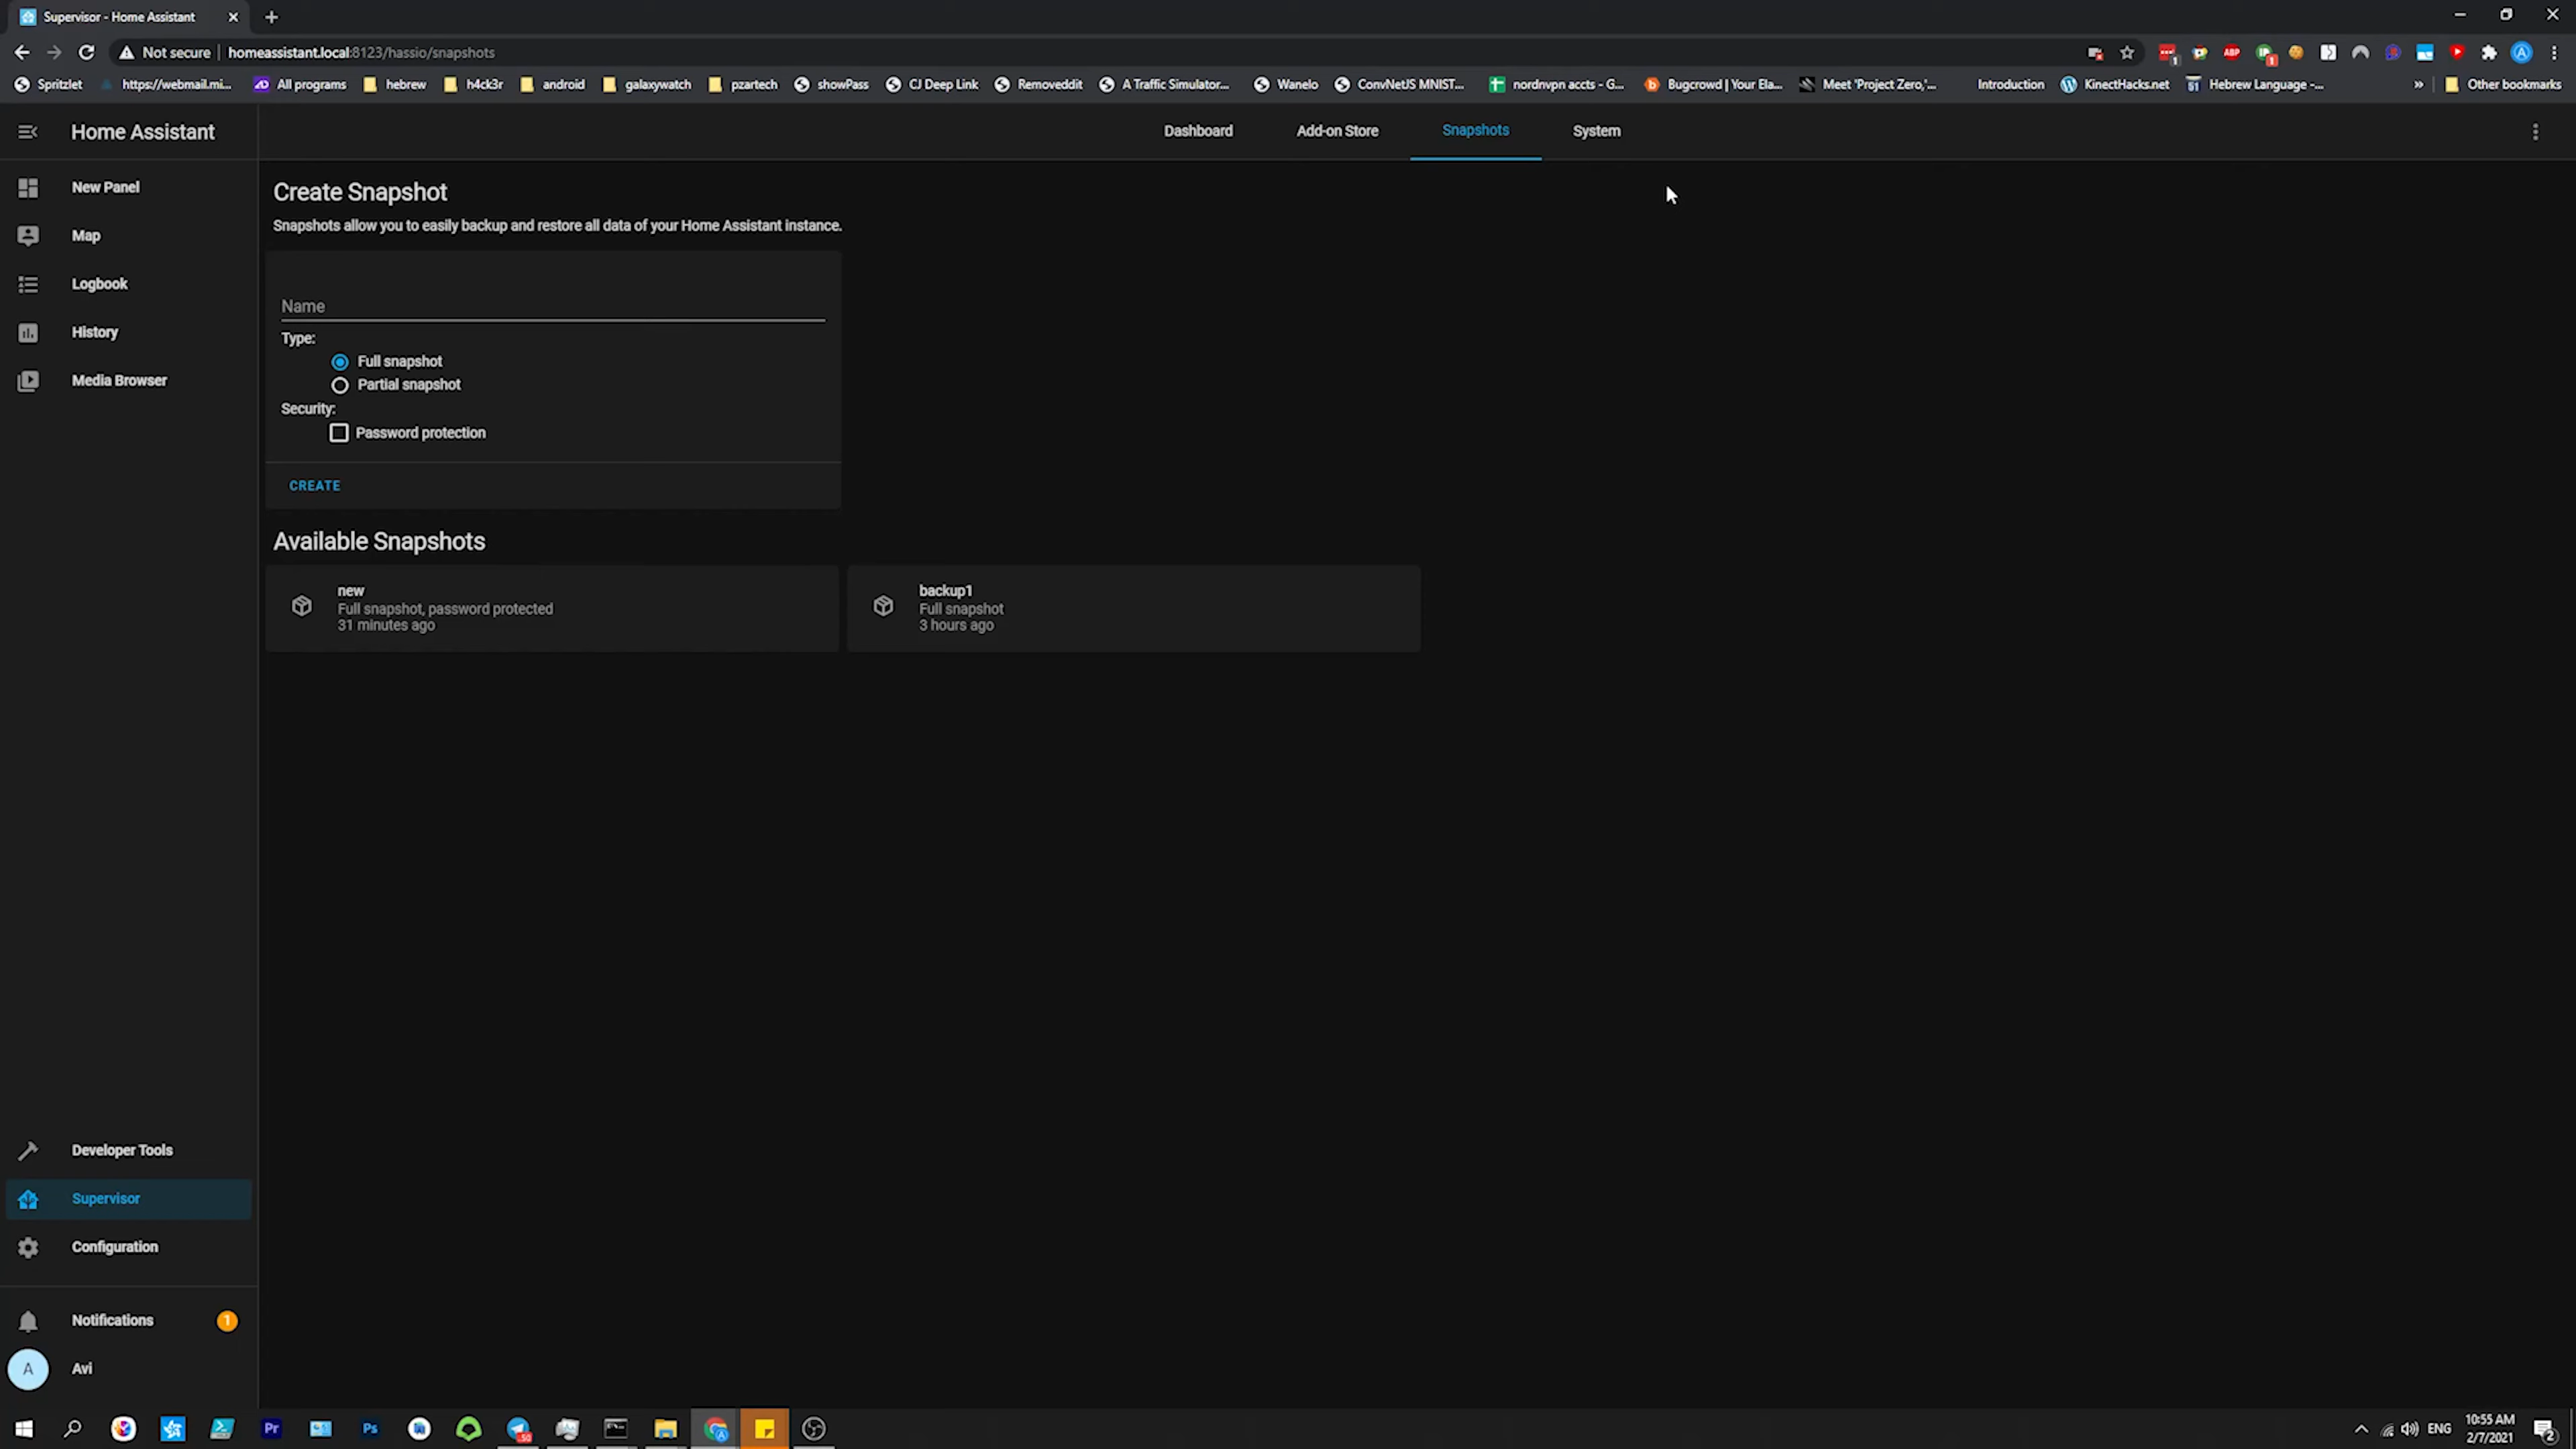 Supervisor - Home Assistant
Not secure homeassistant.local:8123/hassio/snapshots
Spritzlet https://webmail.mi... All programs hebrew h4ck3r android galaxywatch pzartech showPass CJ Deep Link Removeddit A Traffic Simulator... Wanelo ConvNetJS MNIST... nordnvpn accts - G... Bugcrowd | Your Ela... Meet 'Project Zero,'... Introduction KinectHacks.net Hebrew Language -... » Other bookmarks
Home Assistant
Dashboard Add-on Store Snapshots System
New Panel
Map
Logbook
History
Media Browser
Create Snapshot
Snapshots allow you to easily backup and restore all data of your Home Assistant instance.
Name
Type:
Full snapshot
Partial snapshot
Security:
Password protection
CREATE
Available Snapshots
new
Full snapshot, password protected
31 minutes ago
backup1
Full snapshot
3 hours ago
Developer Tools
Supervisor
Configuration
Notifications 1
A Avi
Pr Ps ENG
10:55 AM
2/7/2021
2